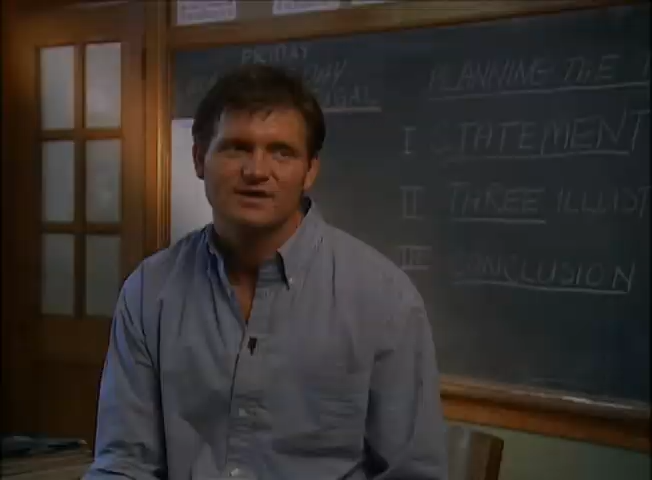 FRIDAY
PLANNING THE
I STATEMENT
II THREE ILLUST
III CONCLUSION